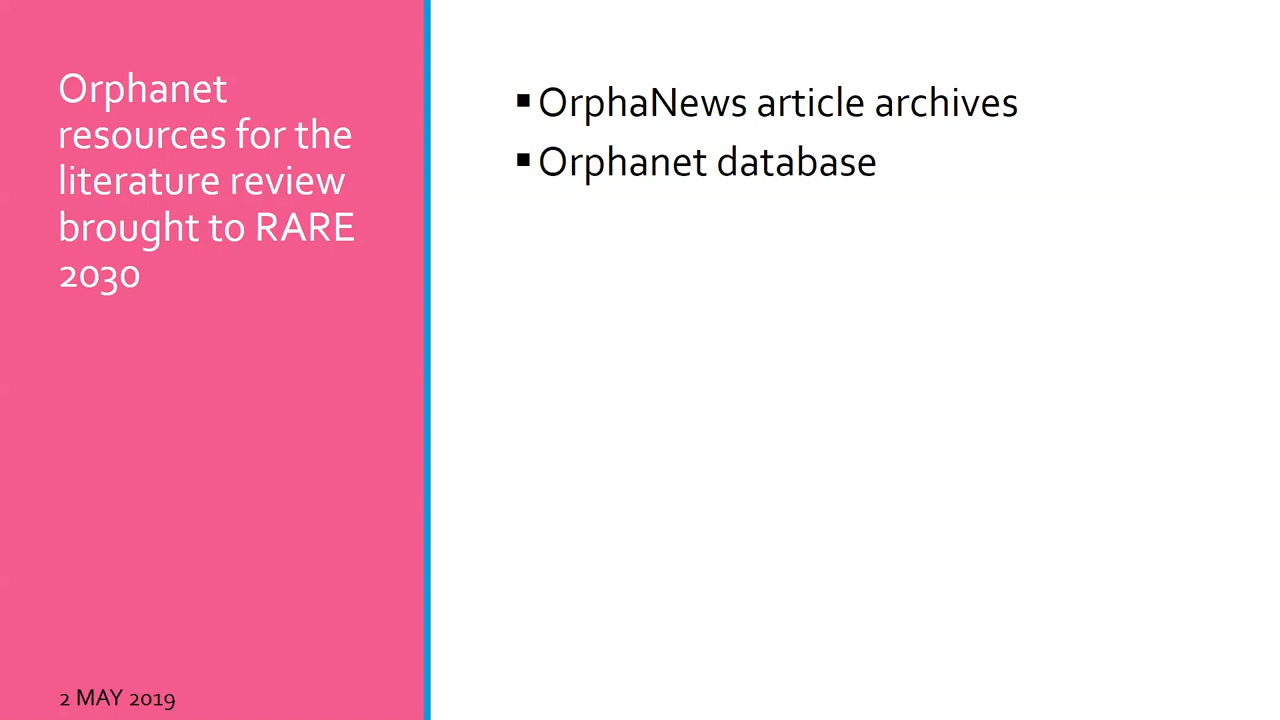 Orphanet
resources for the
literature review
brought to RARE
2030
▪ OrphaNews article archives
▪ Orphanet database
2 MAY 2019